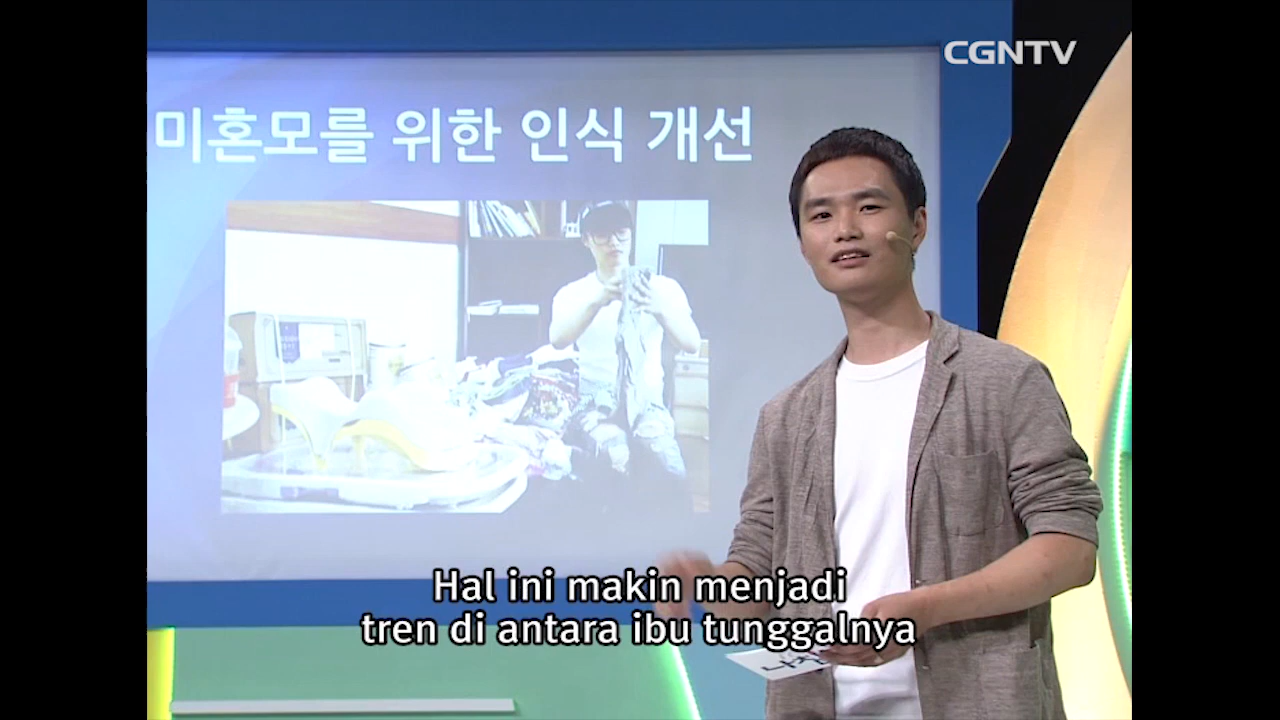 CGNTV
미혼모를 위한 인식 개선
Hal ini makin menjadi
tren di antara ibu tunggalnya